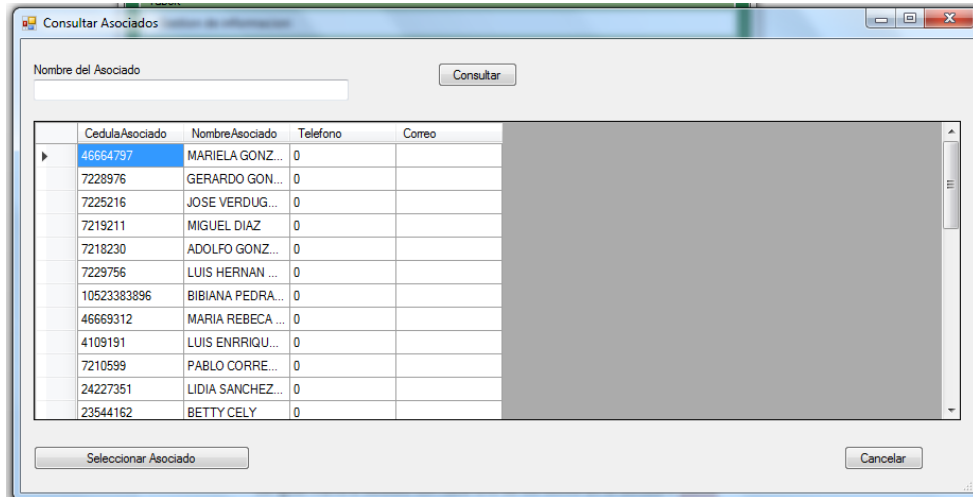 Consultar Asociados
Nombre del Asociado
Consultar
CedulaAsociado NombreAsociado Telefono Correo
46664797 MARIELA GONZ... 0
7228976 GERARDO GON... 0
7225216 JOSE VERDUG... 0
7219211 MIGUEL DIAZ 0
7218230 ADOLFO GONZ... 0
7229756 LUIS HERNAN ... 0
10523383896 BIBIANA PEDRA... 0
46669312 MARIA REBECA ... 0
4109191 LUIS ENRRIQU... 0
7210599 PABLO CORRE... 0
24227351 LIDIA SANCHEZ... 0
23544162 BETTY CELY 0
Seleccionar Asociado Cancelar